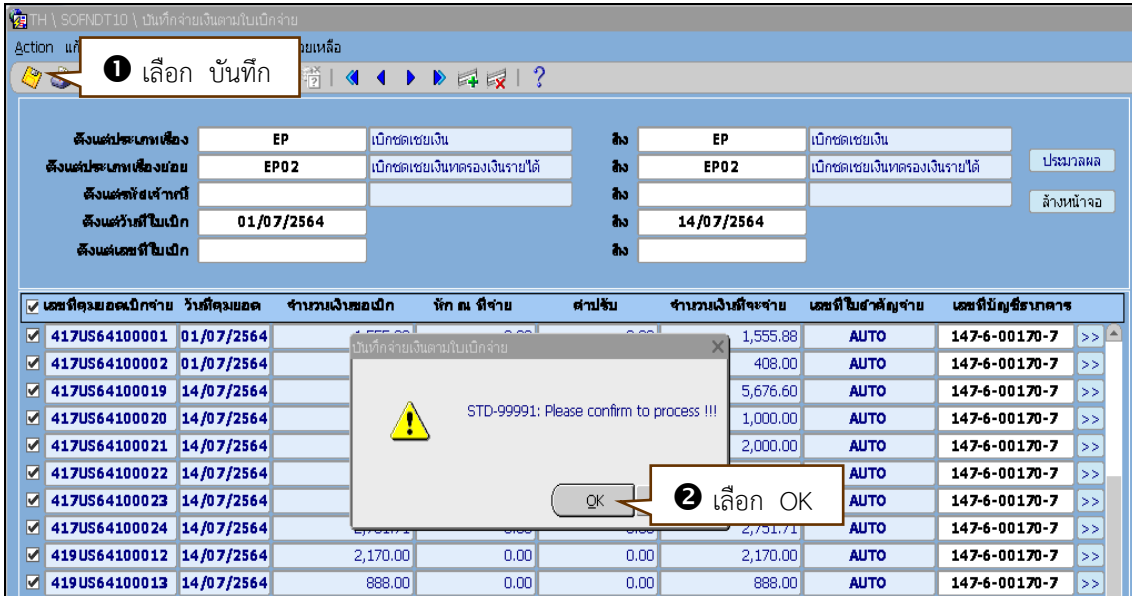 TH \ SOFNDT10 \ บันทึกจ่ายเงินตามใบเบิกจ่าย
Action แก้ วยเหลือ
❶ เลือก บันทึก
ตั้งแต่ประเภทเรื่อง EP เบิกชดเชยเงิน ถึง EP เบิกชดเชยเงิน
ตั้งแต่ประเภทเรื่องย่อย EP02 เบิกชดเชยเงินทดรองเงินรายได้ ถึง EP02 เบิกชดเชยเงินทดรองเงินรายได้ ประมวลผล
ตั้งแต่รหัสเจ้าหนี้ ถึง ล้างหน้าจอ
ตั้งแต่วันที่ใบเบิก 01/07/2564 ถึง 14/07/2564
ตั้งแต่เลขที่ใบเบิก ถึง
เลขที่คุมยอดเบิกจ่าย วันที่คุมยอด จำนวนเงินขอเบิก หัก ณ ที่จ่าย ค่าปรับ จำนวนเงินที่จะจ่าย เลขที่ใบสำคัญจ่าย เลขที่บัญชีธนาคาร
417US64100001 01/07/2564 1,555.88 AUTO 147-6-00170-7 >>
417US64100002 01/07/2564 408.00 AUTO 147-6-00170-7 >>
417US64100019 14/07/2564 5,676.60 AUTO 147-6-00170-7 >>
417US64100020 14/07/2564 1,000.00 AUTO 147-6-00170-7 >>
417US64100021 14/07/2564 2,000.00 AUTO 147-6-00170-7 >>
417US64100022 14/07/2564 AUTO 147-6-00170-7 >>
417US64100023 14/07/2564 AUTO 147-6-00170-7 >>
417US64100024 14/07/2564 2,751.71 AUTO 147-6-00170-7 >>
419US64100012 14/07/2564 2,170.00 0.00 0.00 2,170.00 AUTO 147-6-00170-7 >>
419US64100013 14/07/2564 888.00 0.00 0.00 888.00 AUTO 147-6-00170-7 >>
บันทึกจ่ายเงินตามใบเบิกจ่าย
STD-99991: Please confirm to process !!!
OK
❷ เลือก OK